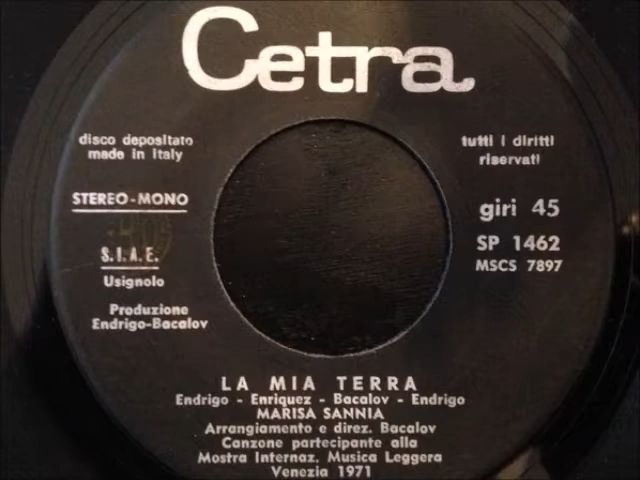 Cetra
disco depositato
made in Italy
tutti i diritti
riservati
STEREO-MONO
giri 45
S.I.A.E.
SP 1462
MSCS 7897
Usignolo
Produzione
Endrigo-Bacalov
LA MIA TERRA
Endrigo - Enriquez - Bacalov - Endrigo
MARISA SANNIA
Arrangiamento e direz. Bacalov
Canzone partecipante alla
Mostra Internaz. Musica Leggera
Venezia 1971